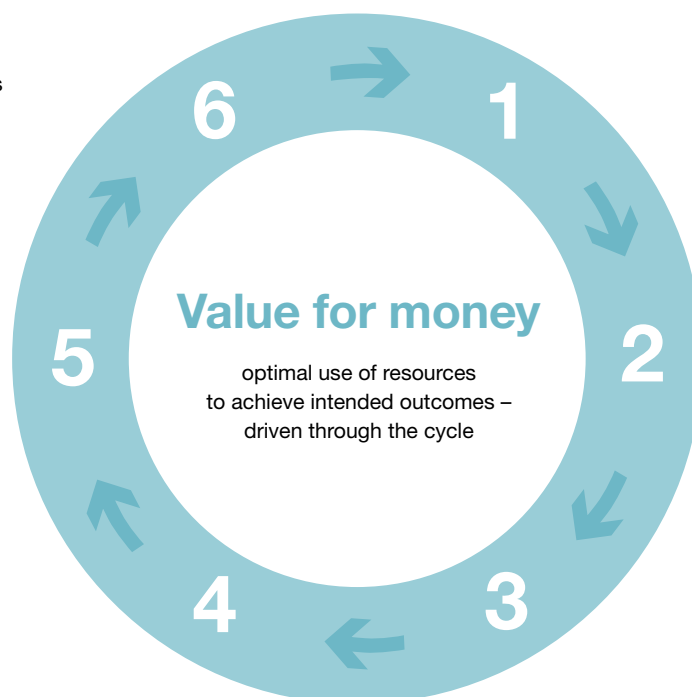 s
6
1
5
2
Value for money
optimal use of resources
to achieve intended outcomes –
driven through the cycle
4
3